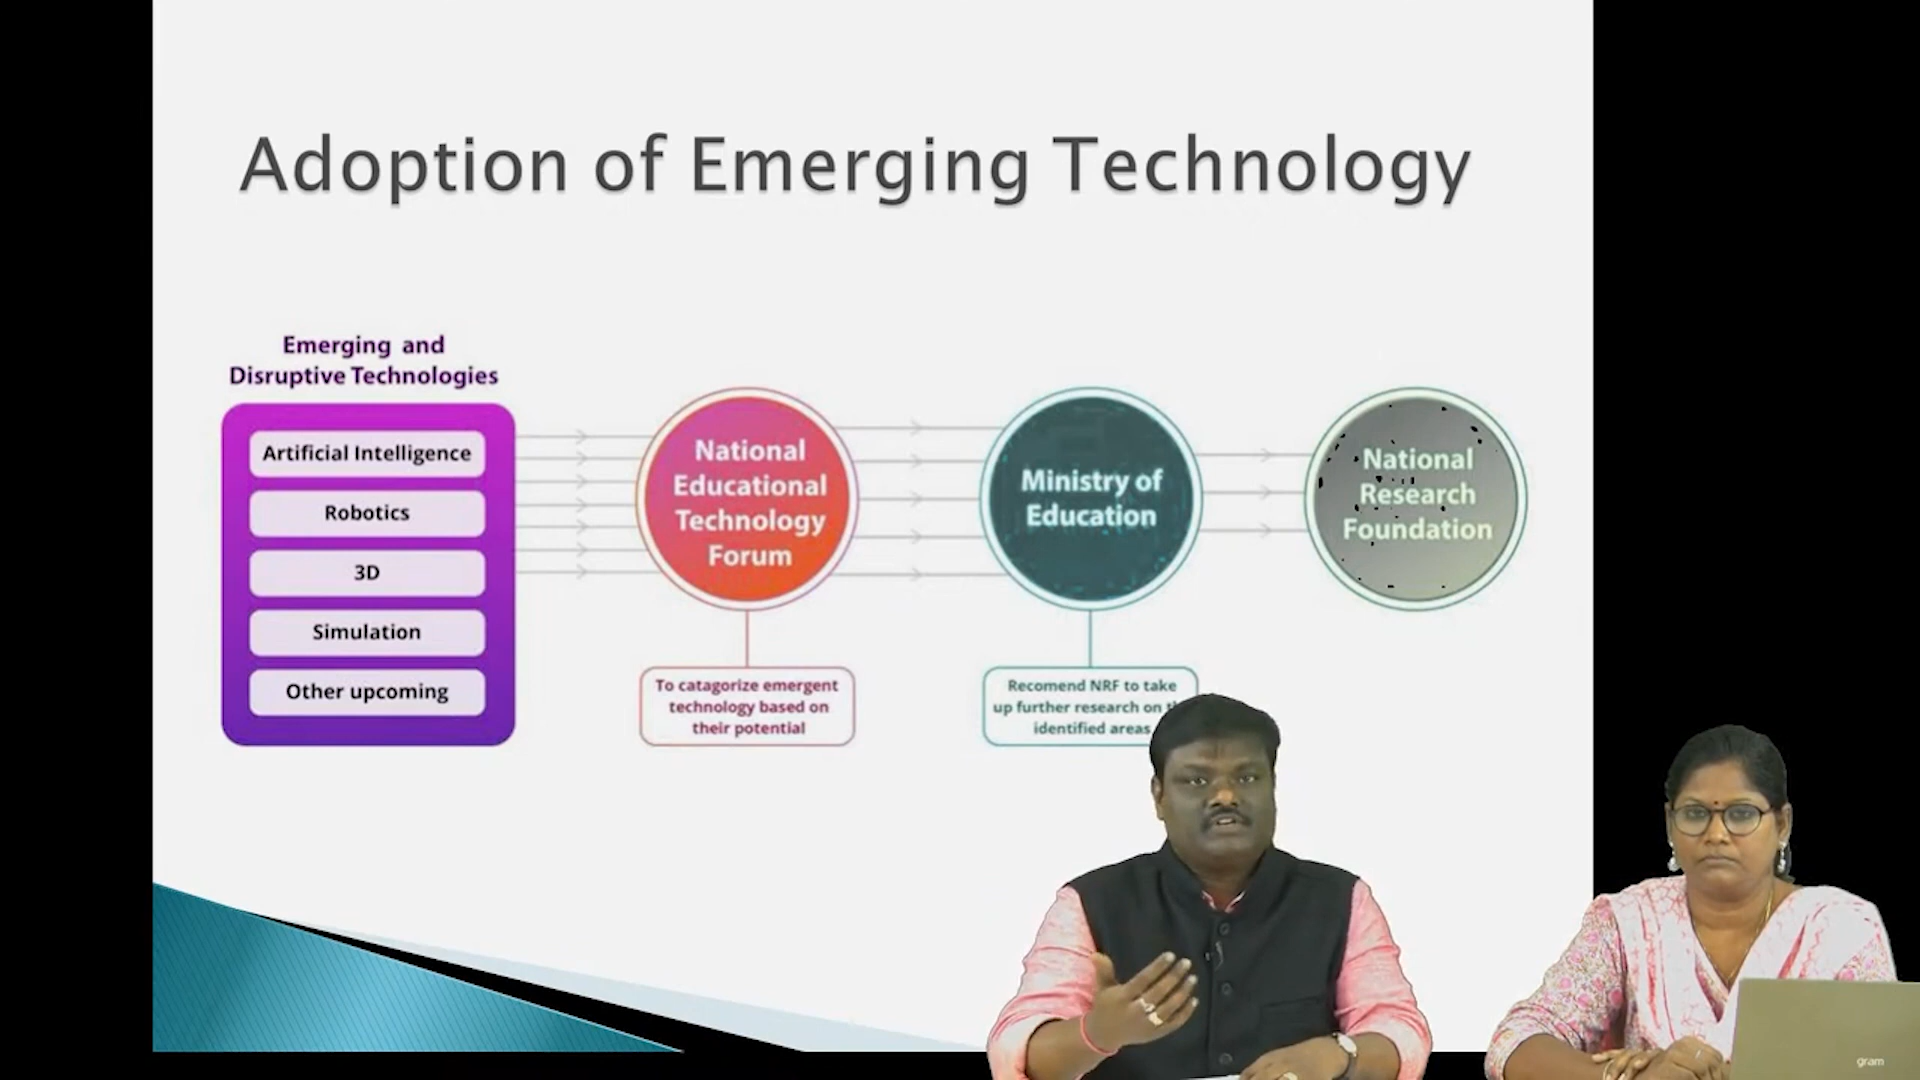 Adoption of Emerging Technology
Emerging and
Disruptive Technologies
Artificial Intelligence
Robotics
3D
Simulation
Other upcoming
National
Educational
Technology
Forum
To catagorize emergent
technology based on
their potential
Ministry of
Education
Recomend NRF to take
up further research on
identified areas
National
Research
Foundation
gram